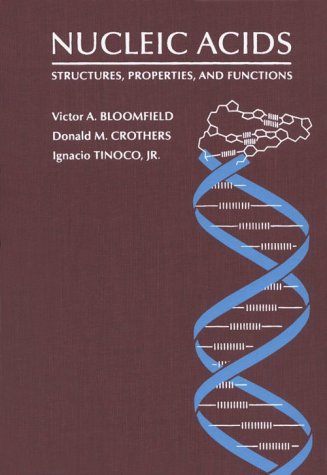 NUCLEIC ACIDS
STRUCTURES, PROPERTIES, AND FUNCTIONS
Victor A. BLOOMFIELD
Donald M. CROTHERS
Ignacio TINOCO, JR.